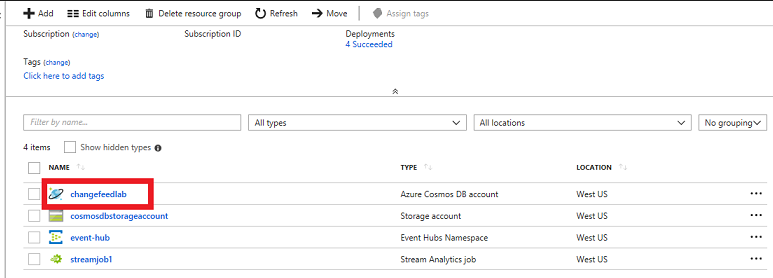 Add Edit columns Delete resource group Refresh Move Assign tags
Subscription (change) Subscription ID Deployments
4 Succeeded
Tags (change)
Click here to add tags
Filter by name... All types All locations No grouping
4 items Show hidden types
NAME TYPE LOCATION
changefeedlab Azure Cosmos DB account West US
cosmosdbstorageaccount Storage account West US
event-hub Event Hubs Namespace West US
streamjob1 Stream Analytics job West US